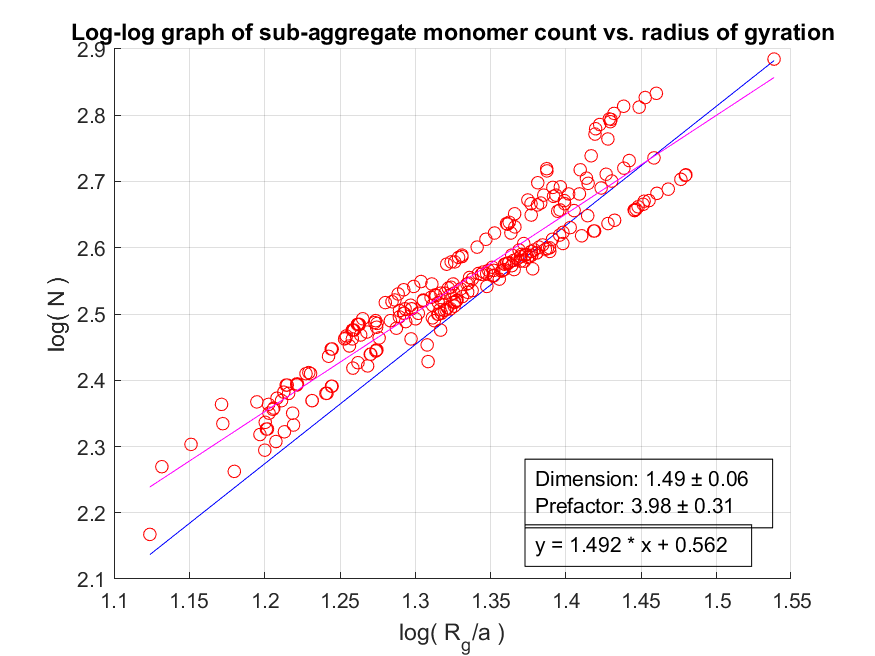 Log-log graph of sub-aggregate monomer count vs. radius of gyration
2.9
2.8
2.7
2.6
2.5
2.4
2.3
2.2
2.1
log( N )
Dimension: 1.49 ± 0.06
Prefactor: 3.98 ± 0.31
y = 1.492 * x + 0.562
1.1 1.15 1.2 1.25 1.3 1.35 1.4 1.45 1.5 1.55
log( Rg/a )